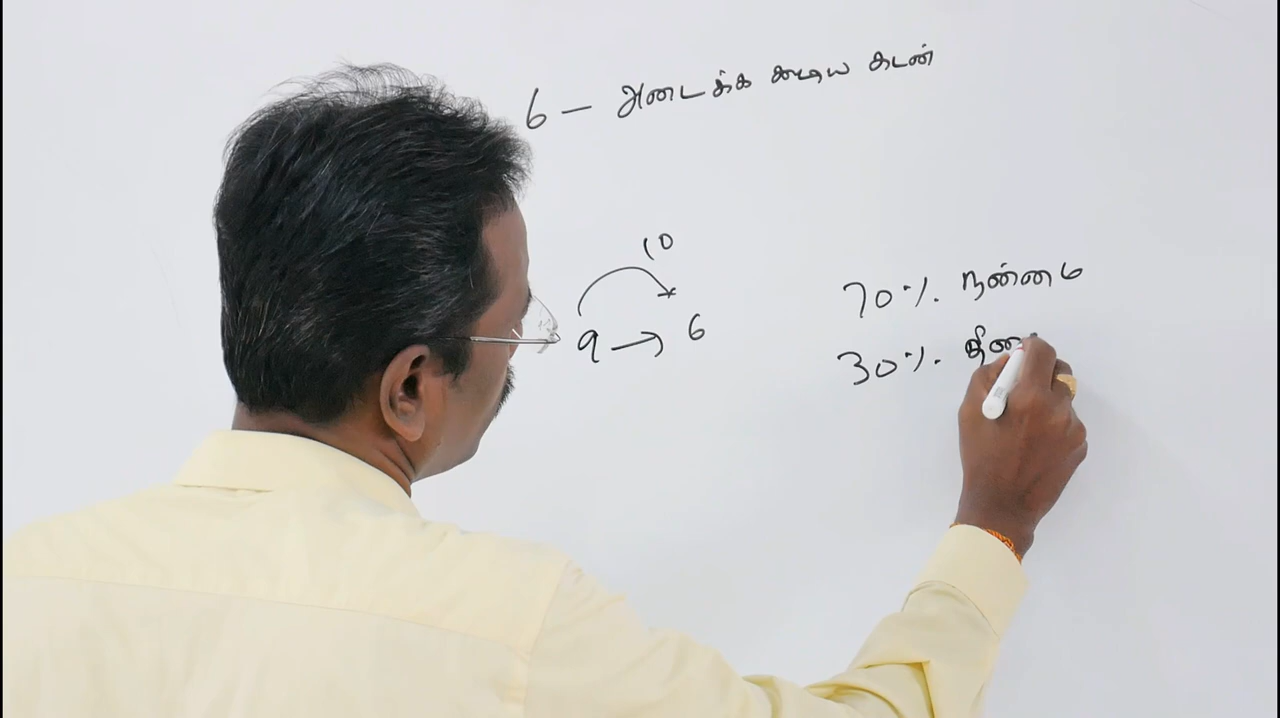 6 – அடைக்க கூடிய கடன்
10
9 → 6
70% நன்மை
30% தீமை